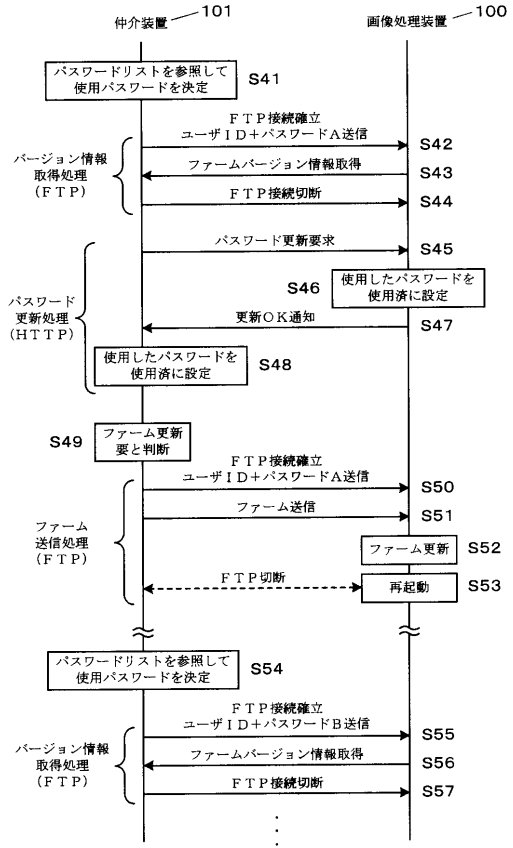 仲介装置
101
画像処理装置
100
パスワードリストを参照して
使用パスワードを決定
S41
FTP接続確立
ユーザID+パスワードA送信
S42
バージョン情報
取得処理
(FTP)
ファームバージョン情報取得
S43
FTP接続切断
S44
パスワード更新要求
S45
S46
使用したパスワードを
使用済に設定
パスワード
更新処理
(HTTP)
更新OK通知
S47
使用したパスワードを
使用済に設定
S48
S49
ファーム更新
要と判断
FTP接続確立
ユーザID+パスワードA送信
S50
ファーム送信
S51
ファーム
送信処理
(FTP)
ファーム更新
S52
FTP切断
再起動
S53
パスワードリストを参照して
使用パスワードを決定
S54
FTP接続確立
ユーザID+パスワードB送信
S55
バージョン情報
取得処理
(FTP)
ファームバージョン情報取得
S56
FTP接続切断
S57